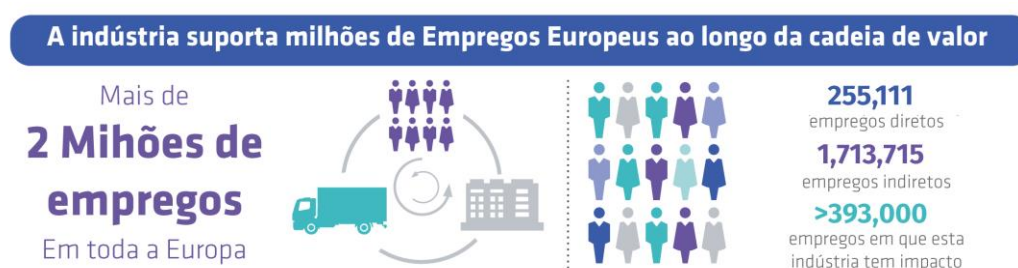 A indústria suporta milhões de Empregos Europeus ao longo da cadeia de valor
Mais de
2 Mihões de
empregos
Em toda a Europa
255,111
empregos diretos
1,713,715
empregos indiretos
>393,000
empregos em que esta
indústria tem impacto